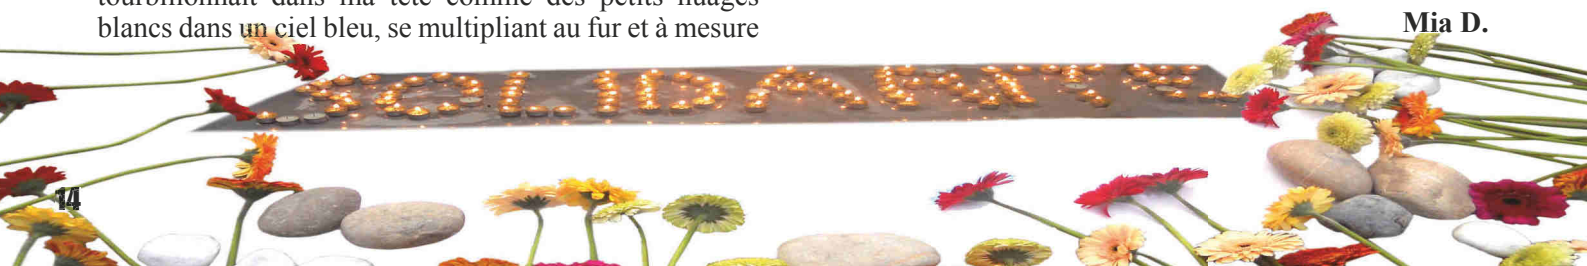 tourbillonnait dans ma tête comme des petits nuages
blancs dans un ciel bleu, se multipliant au fur et à mesure
Mia D.
SOLIDARITY
14